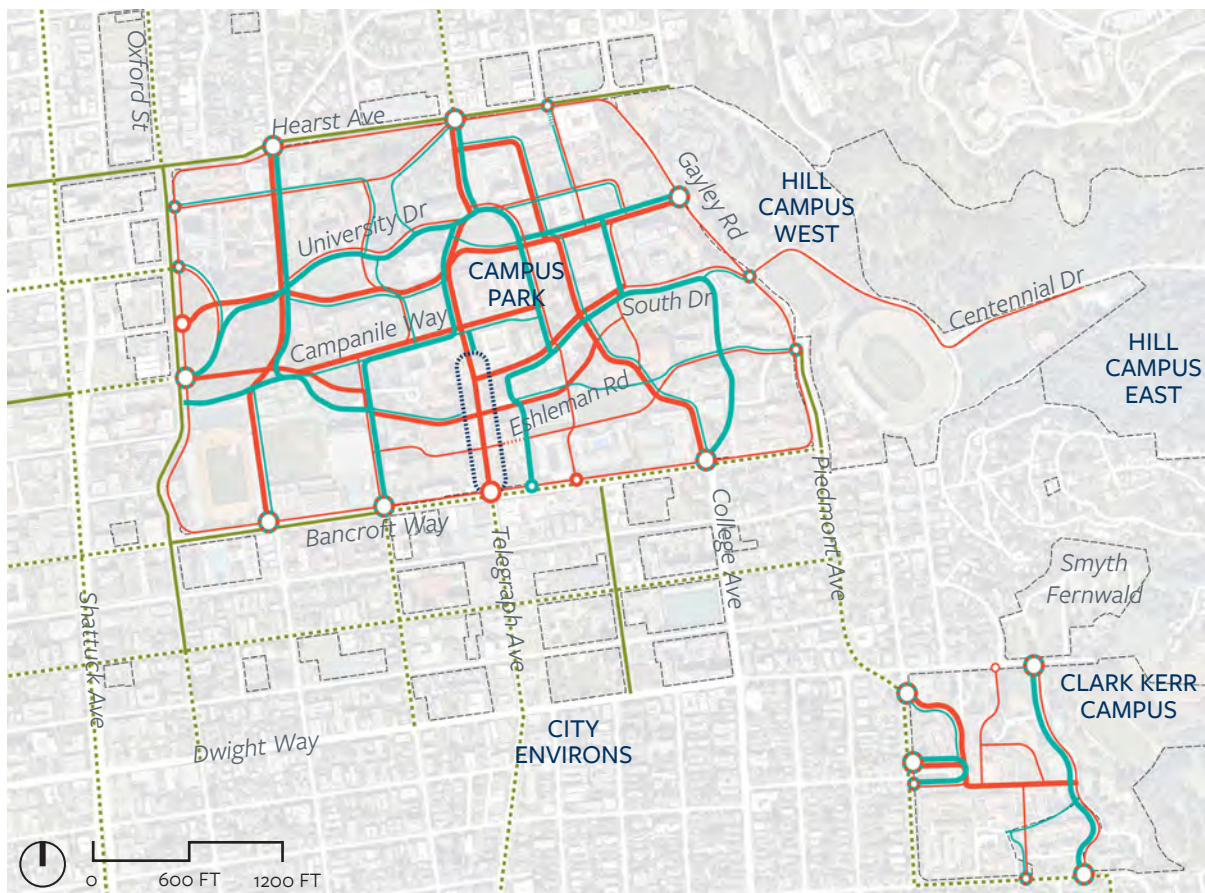 Oxford St
Hearst Ave
Gayley Rd
HILL
CAMPUS
WEST
University Dr
CAMPUS
PARK
South Dr
Centennial Dr
Campanile Way
HILL
CAMPUS
EAST
Eshleman Rd
Bancroft Way
Telegraph Ave
College Ave
Piedmont Ave
Shattuck Ave
Smyth
Fernwald
CLARK KERR
CAMPUS
CITY
ENVIRONS
Dwight Way
0 600 FT 1200 FT